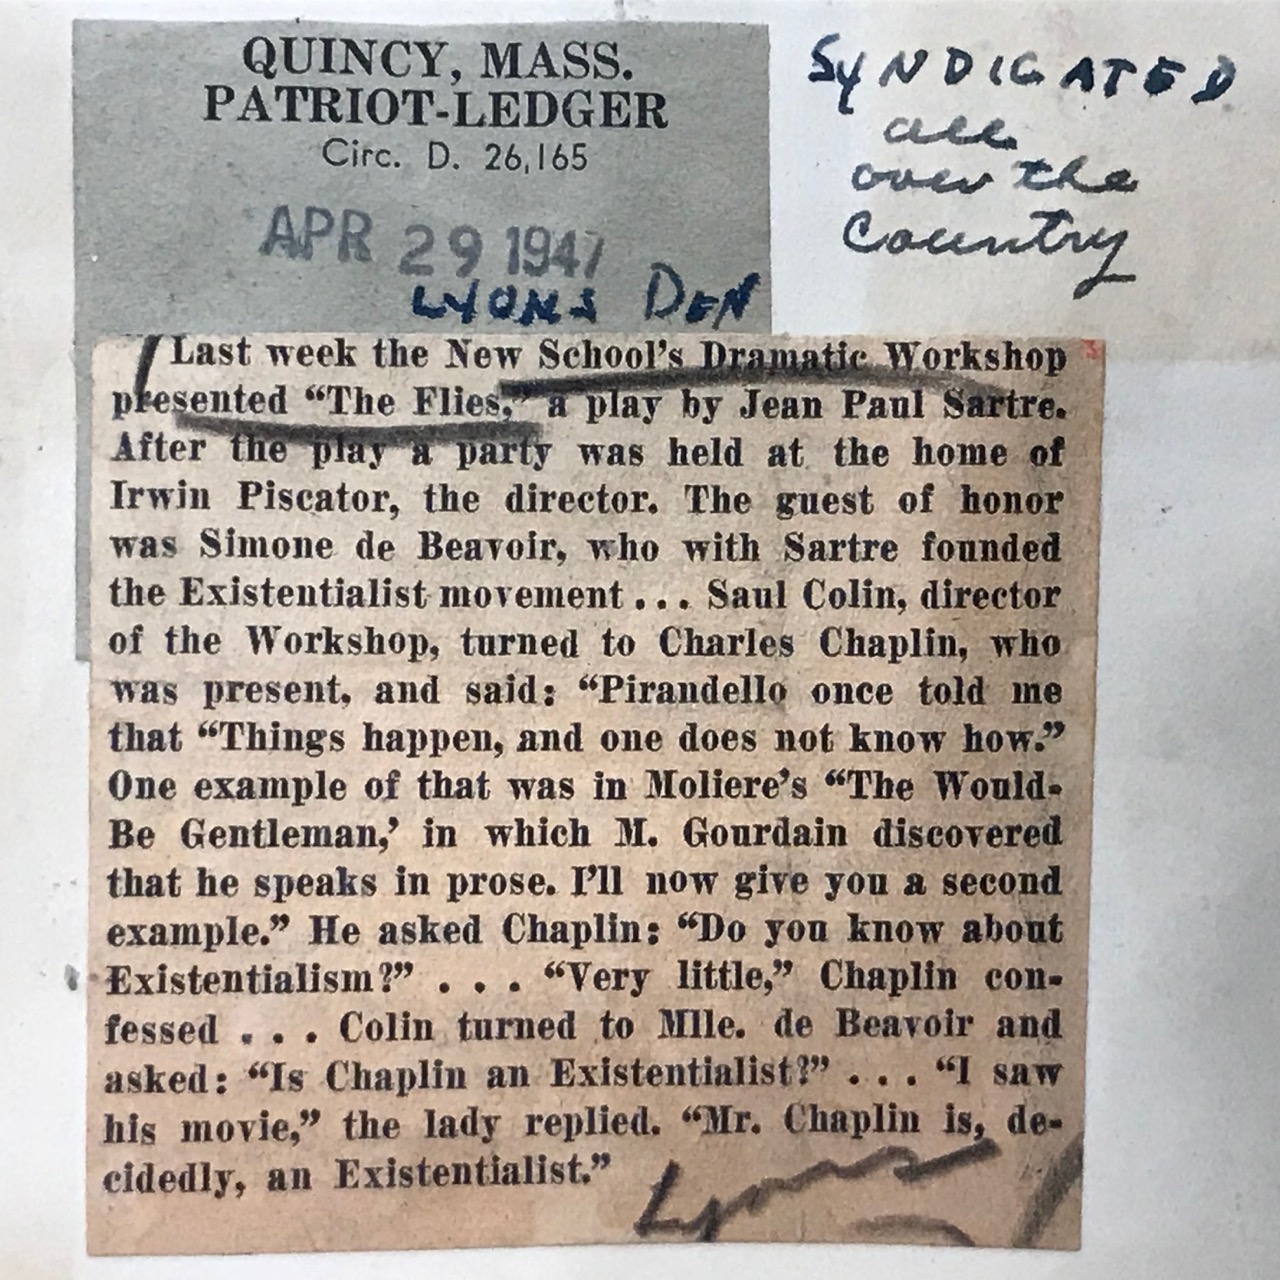 QUINCY, MASS.
PATRIOT-LEDGER
Circ. D. 26,165
APR 29 1947
LYONS DEN
SYNDICATED
all
over the
Country
Last week the New School's Dramatic Workshop
presented “The Flies,” a play by Jean Paul Sartre.
After the play a party was held at the home of
Irwin Piscator, the director. The guest of honor
was Simone de Beavoir, who with Sartre founded
the Existentialist movement . . . Saul Colin, director
of the Workshop, turned to Charles Chaplin, who
was present, and said: “Pirandello once told me
that “Things happen, and one does not know how.”
One example of that was in Moliere’s “The Would-
Be Gentleman,’ in which M. Gourdain discovered
that he speaks in prose. I’ll now give you a second
example.” He asked Chaplin: “Do you know about
Existentialism?” . . . “Very little,” Chaplin con-
fessed . . . Colin turned to Mlle. de Beavoir and
asked: “Is Chaplin an Existentialist?” . . . “I saw
his movie,” the lady replied. “Mr. Chaplin is, de-
cidedly, an Existentialist.”
Lyons